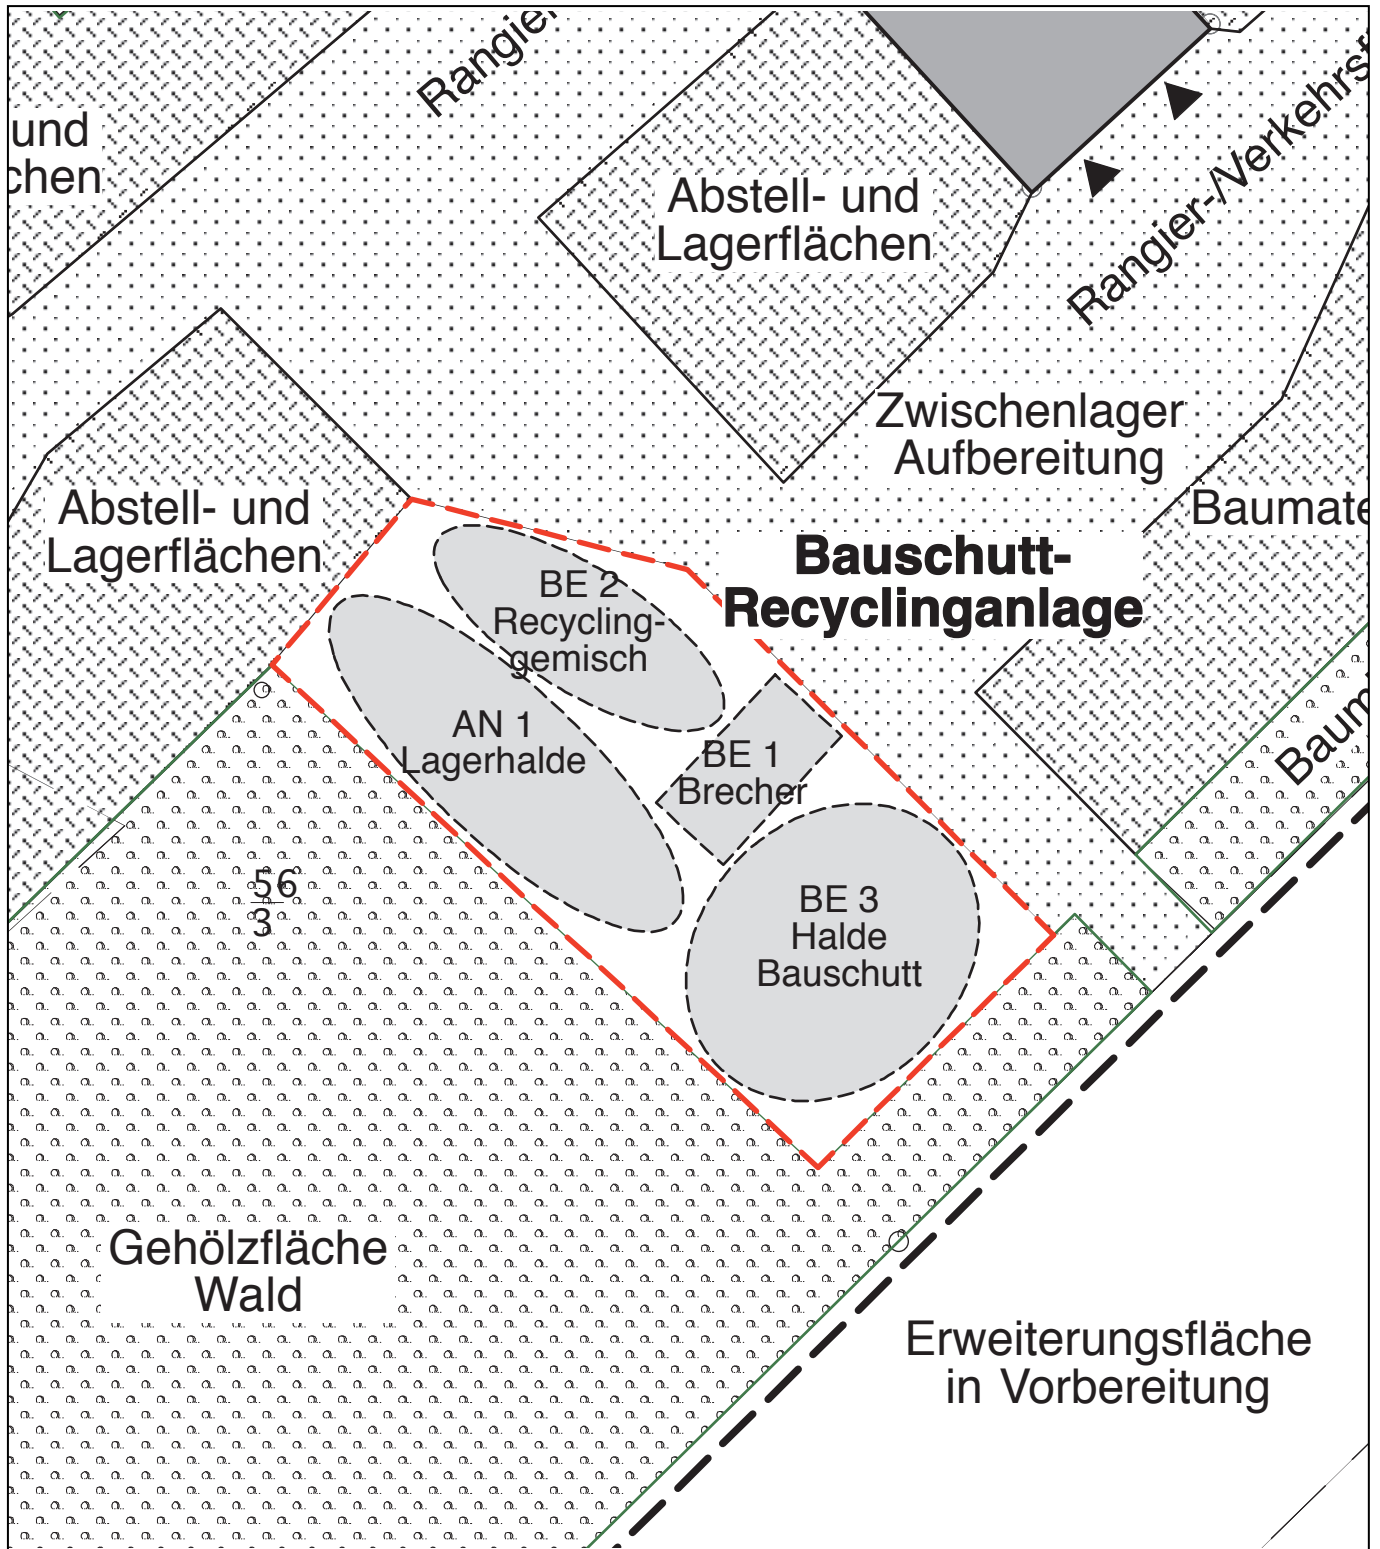 Rangier
und
chen
Abstell- und
Lagerflächen
Rangier-/Verkehrs
Zwischenlager
Aufbereitung
Abstell- und
Lagerflächen
Baumate
Bauschutt-
Recyclinganlage
BE 2
Recycling-
gemisch
AN 1
Lagerhalde
BE 1
Brecher
Baum
56
3
BE 3
Halde
Bauschutt
Gehölzfläche
Wald
Erweiterungsfläche
in Vorbereitung